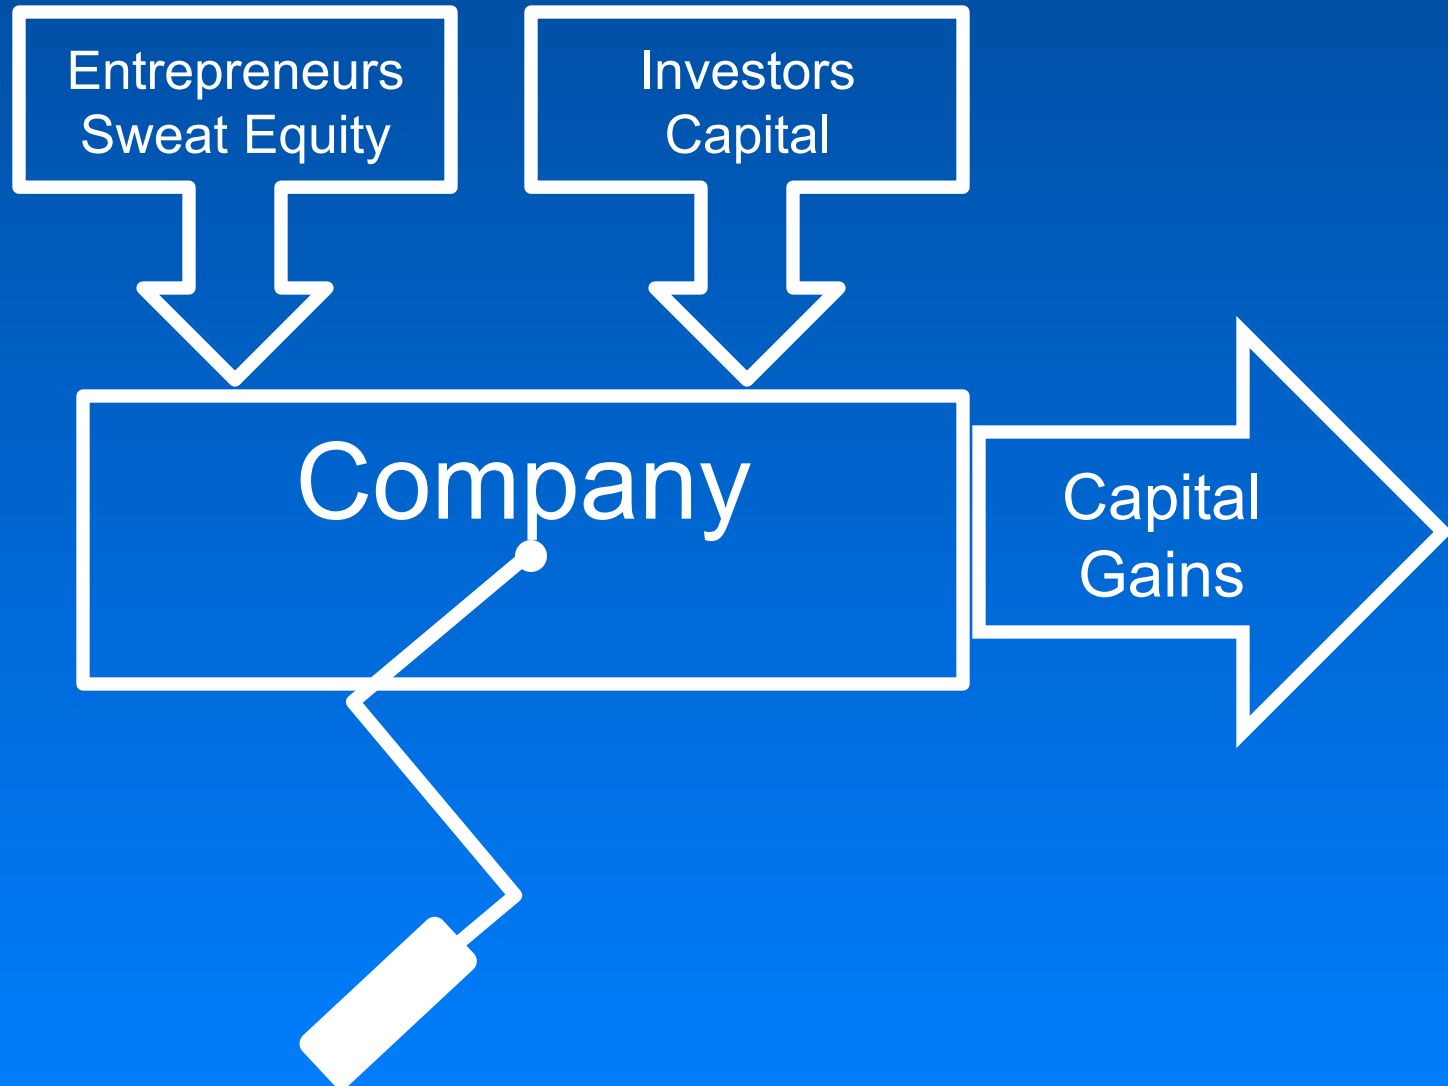 Entrepreneurs
Sweat Equity
Investors
Capital
Company
Capital
Gains